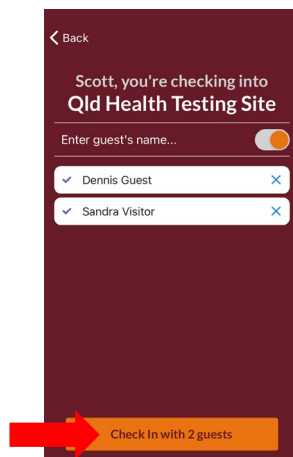 Back
Scott, you're checking into
Qld Health Testing Site
Enter guest's name...
Dennis Guest
Sandra Visitor
Check In with 2 guests